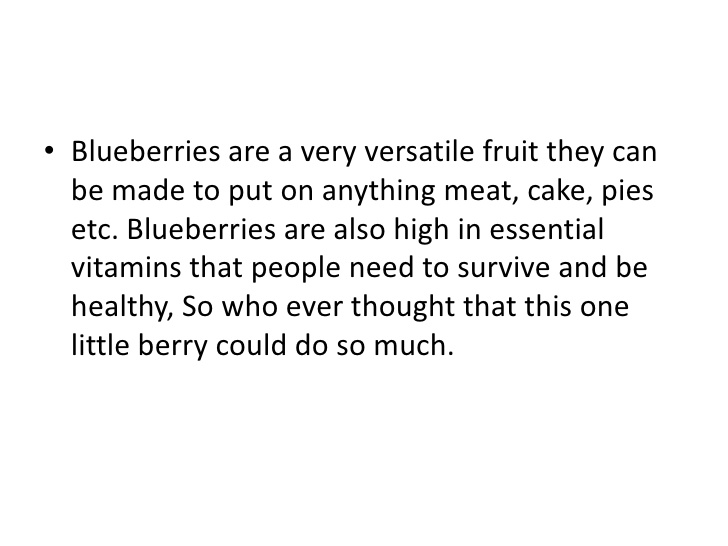 • Blueberries are a very versatile fruit they can
be made to put on anything meat, cake, pies
etc. Blueberries are also high in essential
vitamins that people need to survive and be
healthy, So who ever thought that this one
little berry could do so much.